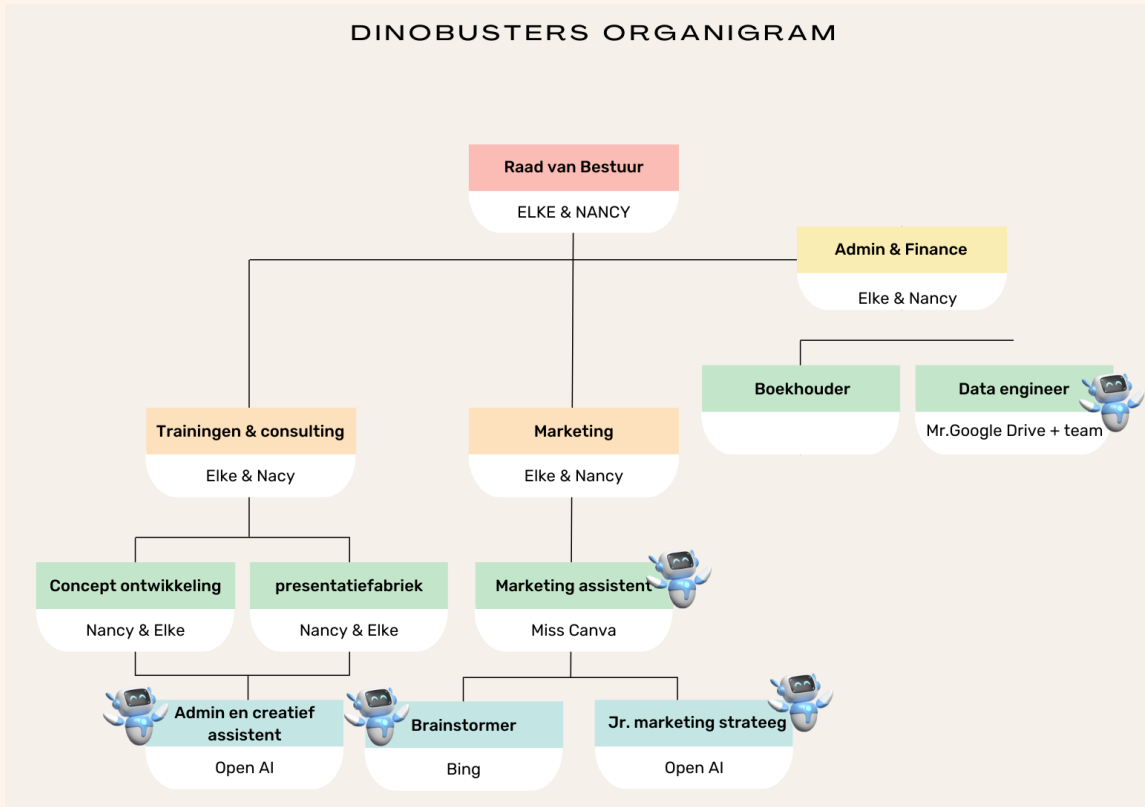 DINOBUSTERS ORGANIGRAM
Raad van Bestuur
ELKE & NANCY
Admin & Finance
Elke & Nancy
Boekhouder
Data engineer
Mr.Google Drive + team
Trainingen & consulting
Elke & Nacy
Marketing
Elke & Nancy
Concept ontwikkeling
Nancy & Elke
presentatiefabriek
Nancy & Elke
Marketing assistent
Miss Canva
Admin en creatief
assistent
Open AI
Brainstormer
Bing
Jr. marketing strateeg
Open AI